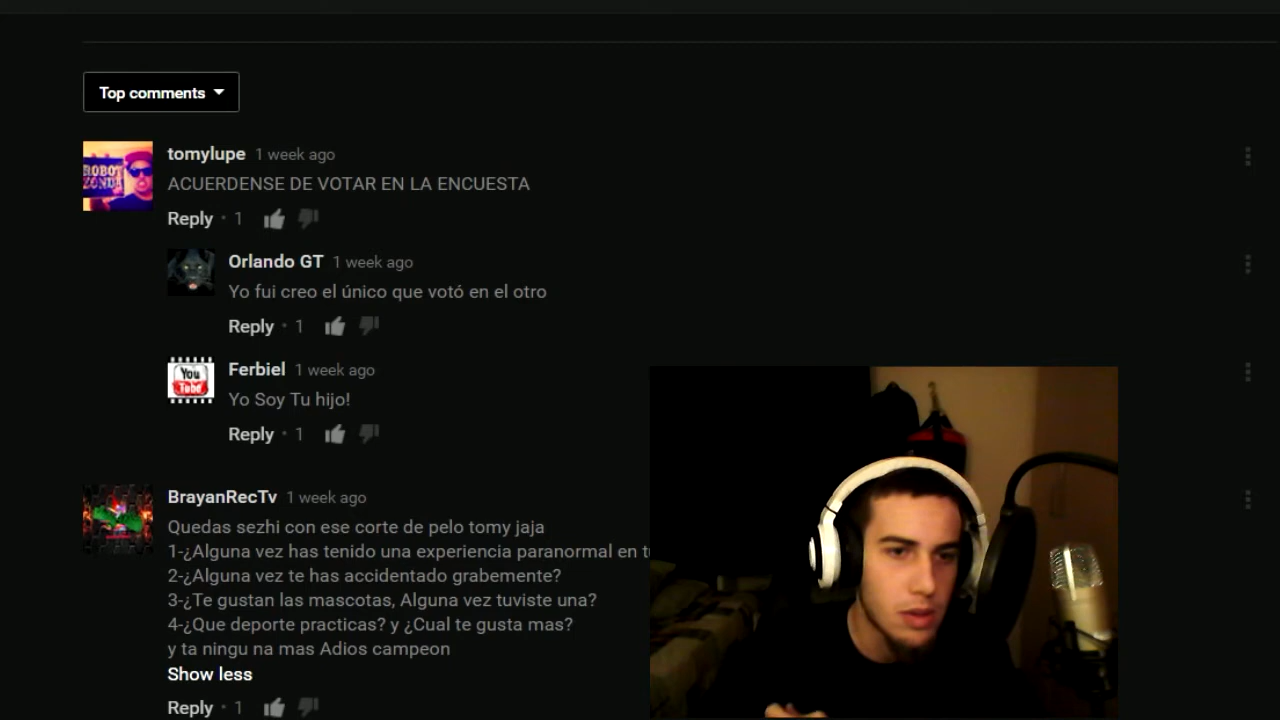 Top comments
tomylupe 1 week ago
ROBOT
ZONDA
ACUERDENSE DE VOTAR EN LA ENCUESTA
Reply · 1
Orlando GT 1 week ago
Yo fui creo el único que votó en el otro
Reply · 1
Ferbiel 1 week ago
You
Tube
Yo Soy Tu hijo!
Reply · 1
BrayanRecTv 1 week ago
Quedas sezhi con ese corte de pelo tomy jaja
1-¿Alguna vez has tenido una experiencia paranormal en
2-¿Alguna vez te has accidentado grabemente?
3-¿Te gustan las mascotas, Alguna vez tuviste una?
4-¿Que deporte practicas? y ¿Cual te gusta mas?
y ta ningu na mas Adios campeon
Show less
Reply · 1